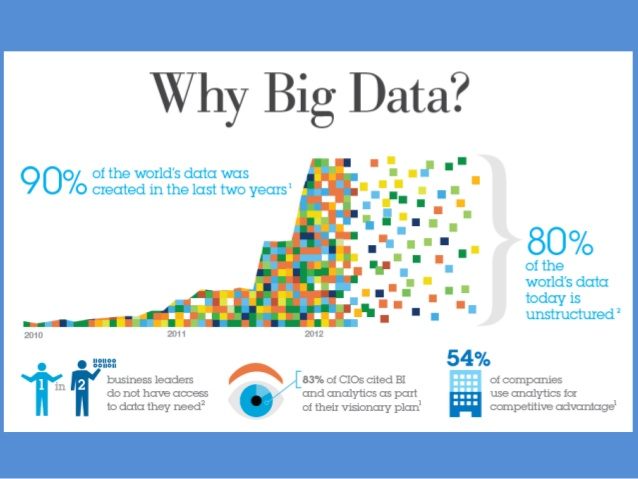 Why Big Data?
90% of the world's data was
created in the last two years¹
80%
of the
world's data
today is
unstructured²
2010 2011 2012
1 in 2 business leaders
do not have access
to data they need²
83% of CIOs cited BI
and analytics as part
of their visionary plan¹
54%
of companies
use analytics for
competitive advantage¹